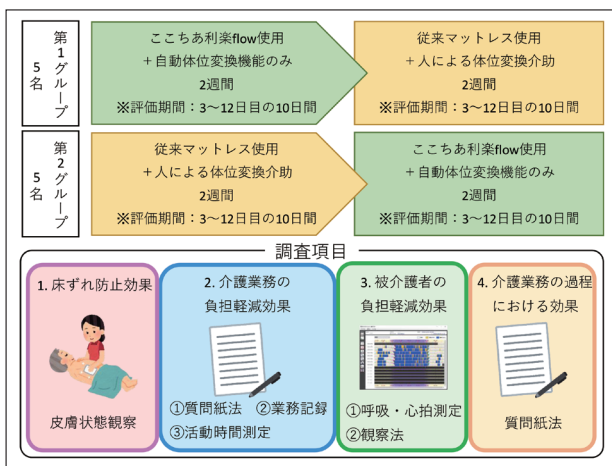 第1グループ
5名
ここちあ利楽flow使用
+自動体位変換機能のみ
2週間
※評価期間：3〜12日目の10日間
従来マットレス使用
+人による体位変換介助
2週間
※評価期間：3〜12日目の10日間
第2グループ
5名
従来マットレス使用
+人による体位変換介助
2週間
※評価期間：3〜12日目の10日間
ここちあ利楽flow使用
+自動体位変換機能のみ
2週間
※評価期間：3〜12日目の10日間
調査項目
1. 床ずれ防止効果
皮膚状態観察
2. 介護業務の
負担軽減効果
①質問紙法 ②業務記録
③活動時間測定
3. 被介護者の
負担軽減効果
①呼吸・心拍測定
②観察法
4. 介護業務の過程
における効果
質問紙法